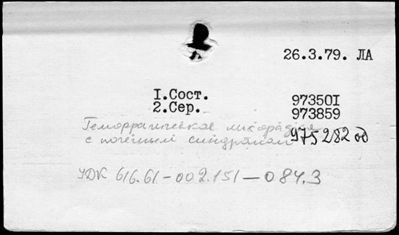 26.3.79. ЛА
1.Сост. 973501
2.Сер. 973859
Геморрагическая лихорадка 975282 од
с почечным синдромом
УДК 616.61-002.151-084.3